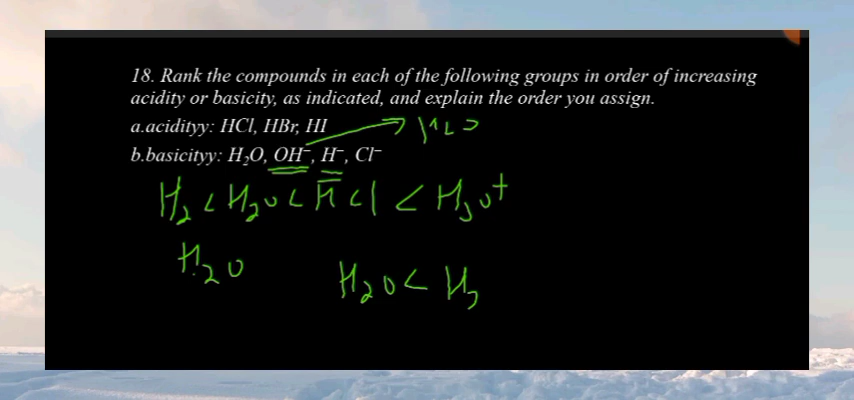 18. Rank the compounds in each of the following groups in order of increasing
acidity or basicity, as indicated, and explain the order you assign.
a.acidityy: HCl, HBr, HI
b.basicityy: H₂O, OH⁻, H⁻, Cl⁻
H₂ < H₂O < HCl < H₃O⁺
H₂O
H₂O < H₂